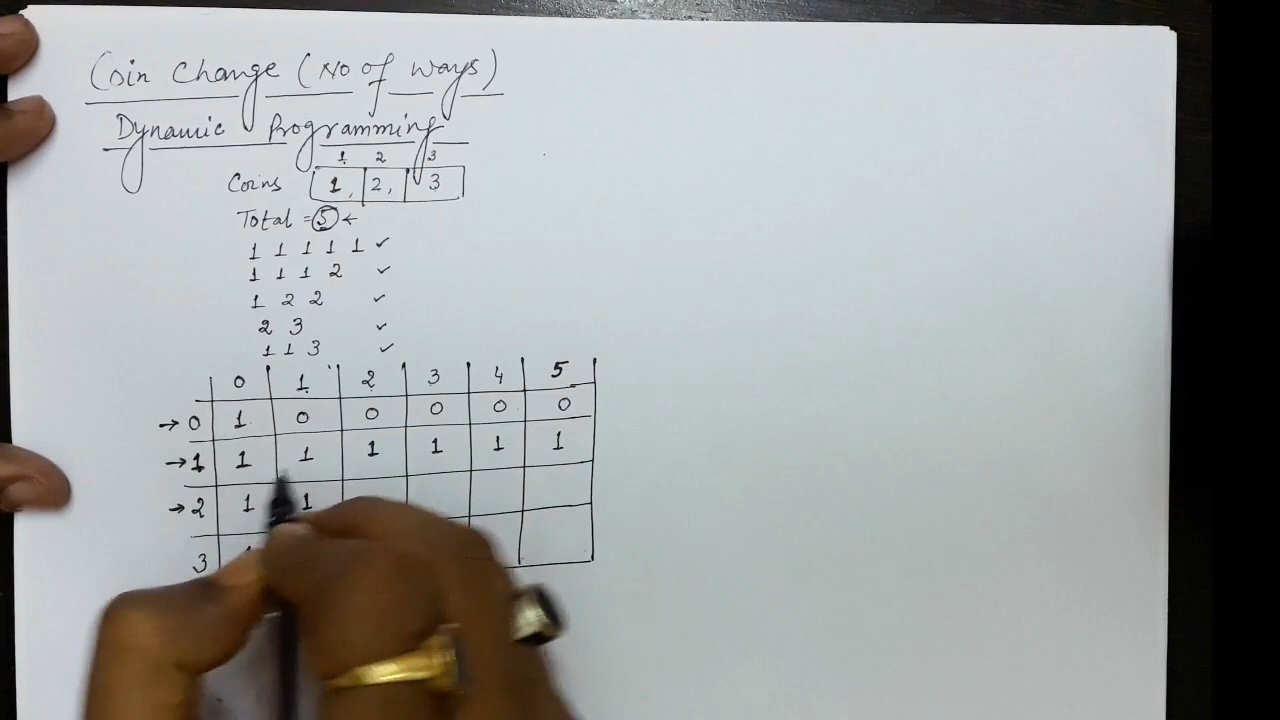 Coin Change (No of ways)
Dynamic Programming
1 2 3
Coins 1, 2, 3
Total = 5 ←
1 1 1 1 1 ✓
1 1 1 2 ✓
1 2 2 ✓
2 3 ✓
1 1 3 ✓
0 1 2 3 4 5
→ 0 1 0 0 0 0 0
→ 1 1 1 1 1 1 1
→ 2 1 1
3